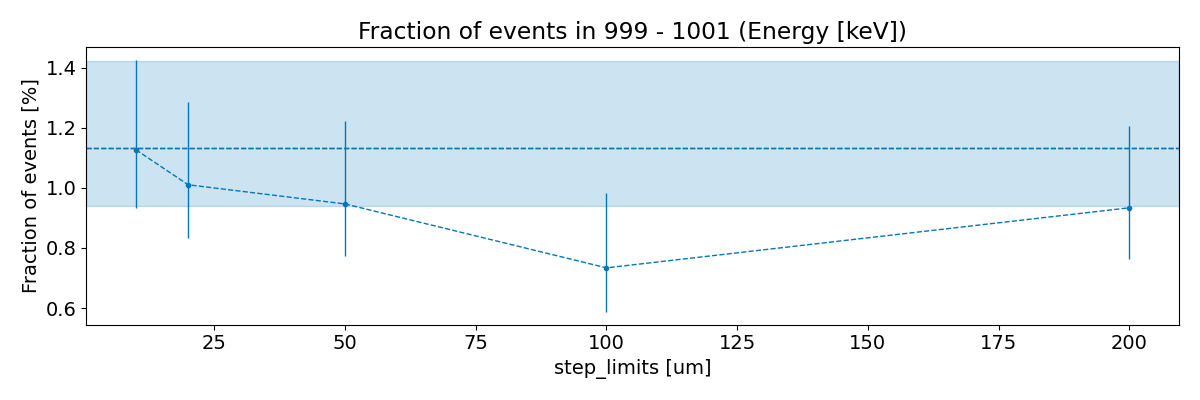 Fraction of events in 999 - 1001 (Energy [keV])
Fraction of events [%]
1.4
1.2
1.0
0.8
0.6
25 50 75 100 125 150 175 200
step_limits [um]